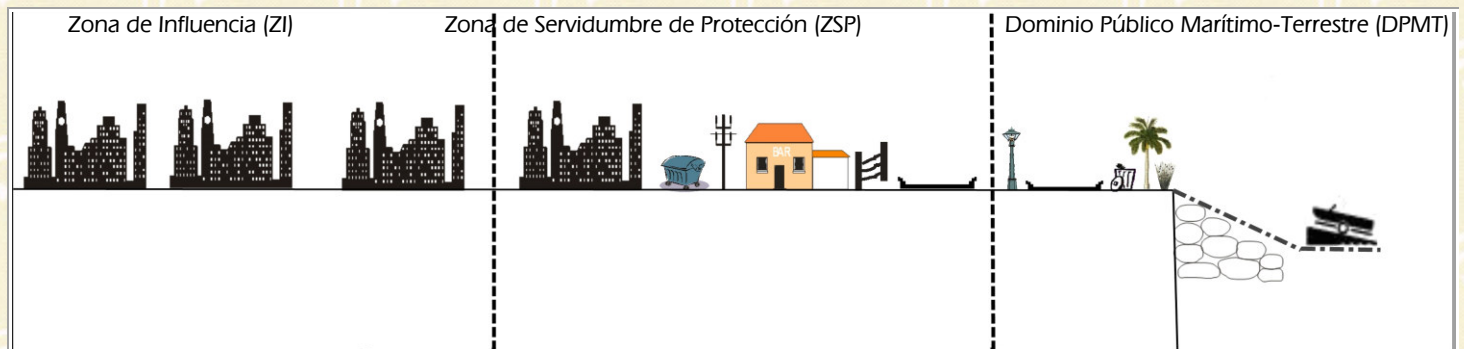 Zona de Influencia (ZI)
Zona de Servidumbre de Protección (ZSP)
Dominio Público Marítimo-Terrestre (DPMT)
BAR